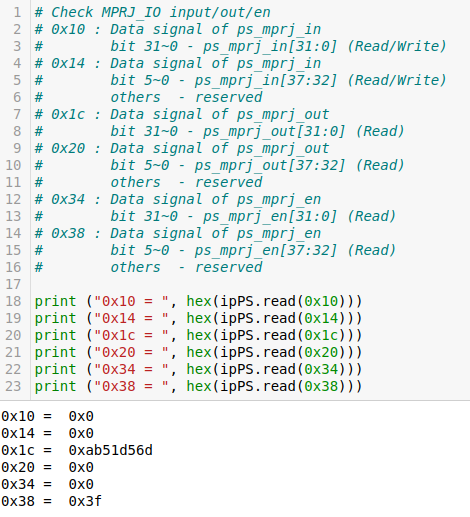 1 # Check MPRJ_IO input/out/en
2 # 0x10 : Data signal of ps_mprj_in
3 #        bit 31~0 - ps_mprj_in[31:0] (Read/Write)
4 # 0x14 : Data signal of ps_mprj_in
5 #        bit 5~0 - ps_mprj_in[37:32] (Read/Write)
6 #        others  - reserved
7 # 0x1c : Data signal of ps_mprj_out
8 #        bit 31~0 - ps_mprj_out[31:0] (Read)
9 # 0x20 : Data signal of ps_mprj_out
10 #        bit 5~0 - ps_mprj_out[37:32] (Read)
11 #        others  - reserved
12 # 0x34 : Data signal of ps_mprj_en
13 #        bit 31~0 - ps_mprj_en[31:0] (Read)
14 # 0x38 : Data signal of ps_mprj_en
15 #        bit 5~0 - ps_mprj_en[37:32] (Read)
16 #        others  - reserved
17
18 print ("0x10 = ", hex(ipPS.read(0x10)))
19 print ("0x14 = ", hex(ipPS.read(0x14)))
20 print ("0x1c = ", hex(ipPS.read(0x1c)))
21 print ("0x20 = ", hex(ipPS.read(0x20)))
22 print ("0x34 = ", hex(ipPS.read(0x34)))
23 print ("0x38 = ", hex(ipPS.read(0x38)))
0x10 =  0x0
0x14 =  0x0
0x1c =  0xab51d56d
0x20 =  0x0
0x34 =  0x0
0x38 =  0x3f